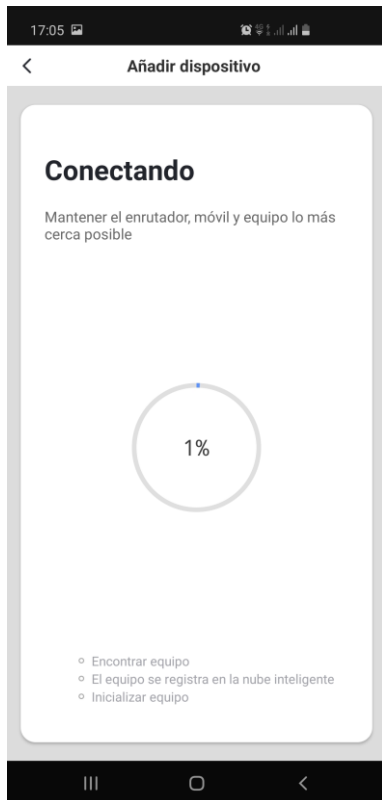 17:05
Añadir dispositivo
Conectando
Mantener el enrutador, móvil y equipo lo más
cerca posible
1%
Encontrar equipo
El equipo se registra en la nube inteligente
Inicializar equipo